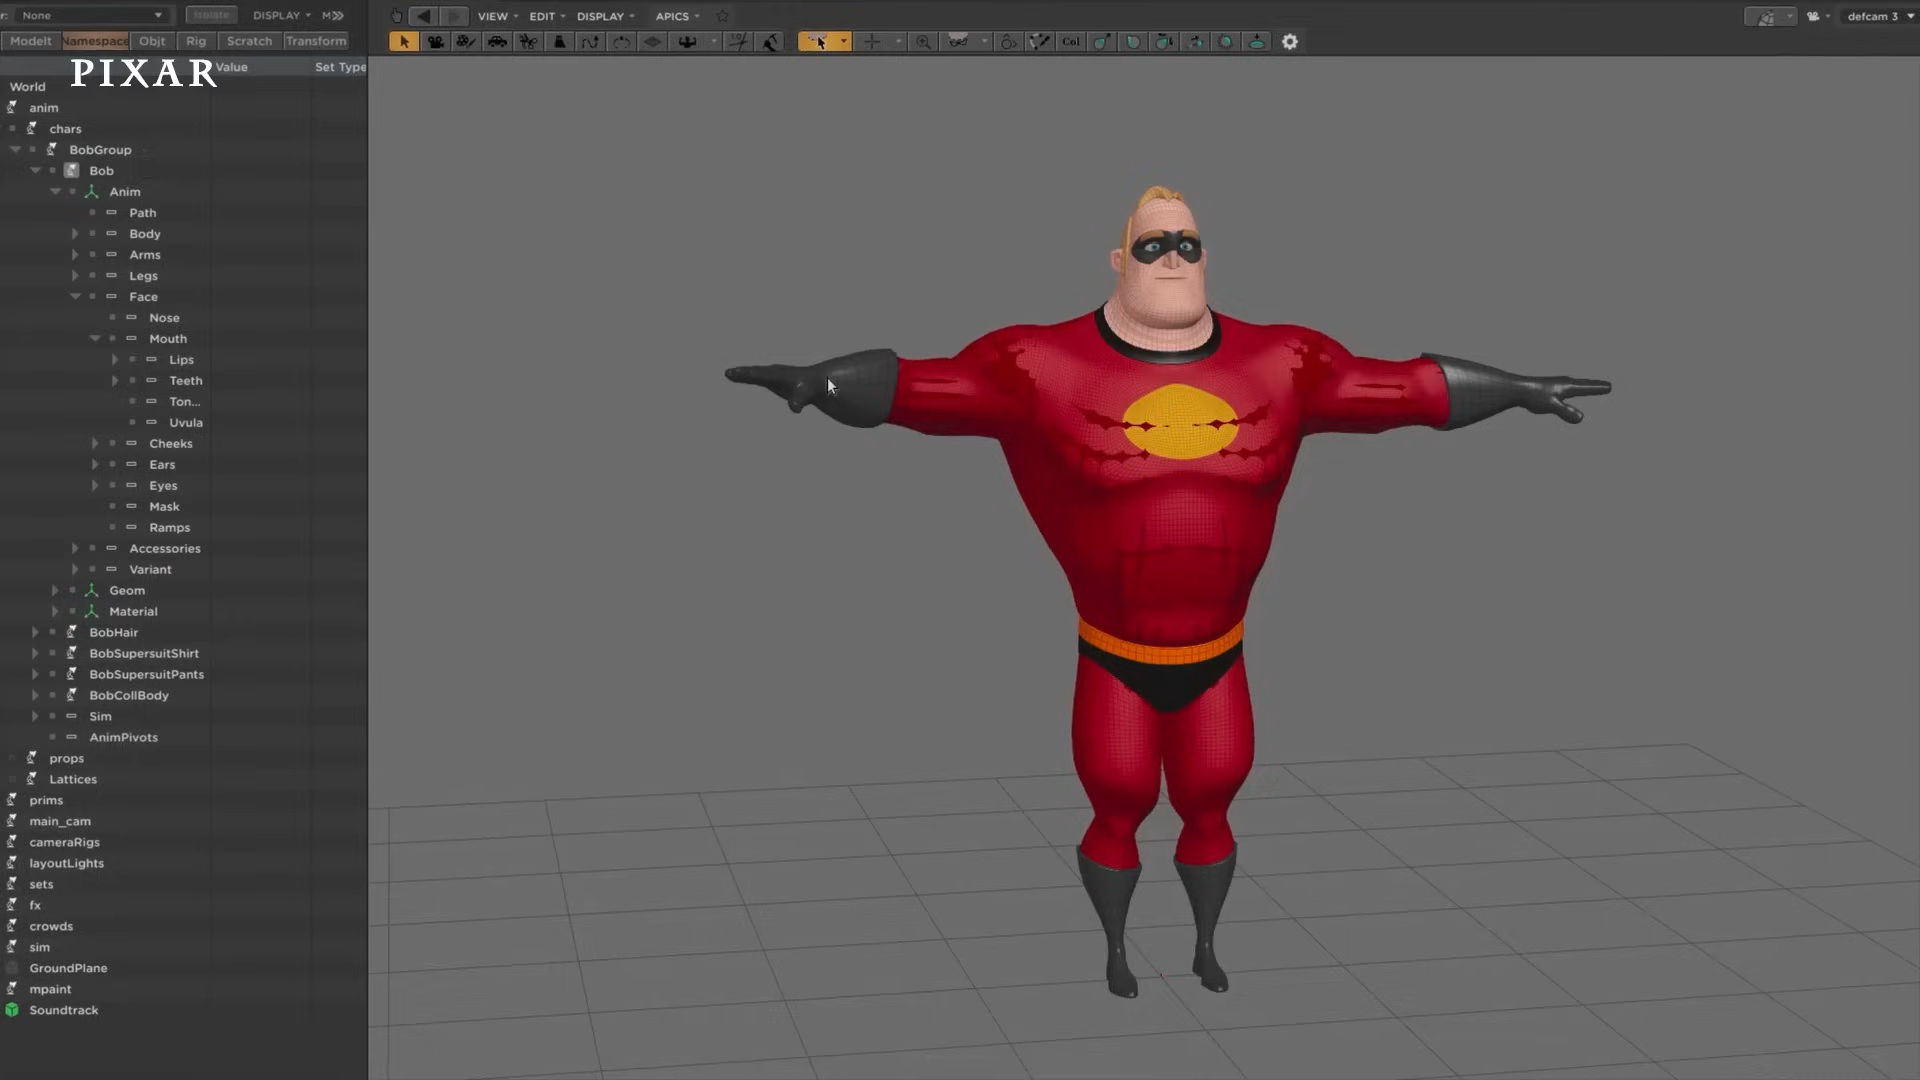 r: None Isolate DISPLAY M
VIEW EDIT DISPLAY APICS defcam 3
Modelt Namespace Objt Rig Scratch Transform
Col
PIXAR Value Set Type
World
anim
chars
BobGroup
Bob
Anim
Path
Body
Arms
Legs
Face
Nose
Mouth
Lips
Teeth
Ton...
Uvula
Cheeks
Ears
Eyes
Mask
Ramps
Accessories
Variant
Geom
Material
BobHair
BobSupersuitShirt
BobSupersuitPants
BobCollBody
Sim
AnimPivots
props
Lattices
prims
main_cam
cameraRigs
layoutLights
sets
fx
crowds
sim
GroundPlane
mpaint
Soundtrack